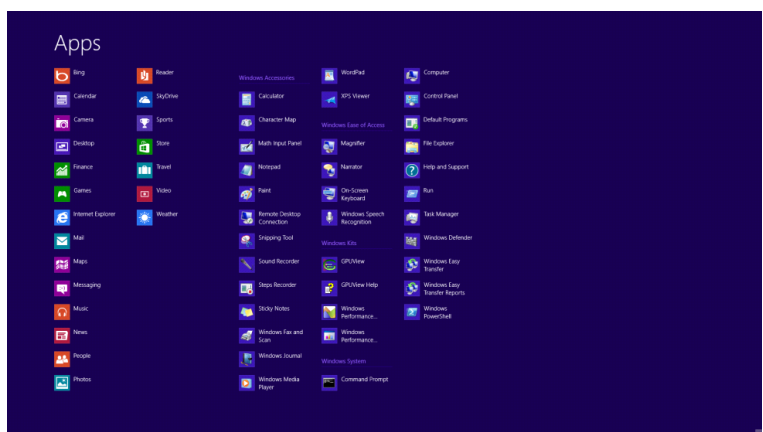 Apps
Bing
Calendar
Camera
Desktop
Finance
Games
Internet Explorer
Mail
Maps
Messaging
Music
News
People
Photos
Reader
SkyDrive
Sports
Store
Travel
Video
Weather
Windows Accessories
Calculator
Character Map
Math Input Panel
Notepad
Paint
Remote Desktop
Connection
Snipping Tool
Sound Recorder
Steps Recorder
Sticky Notes
Windows Fax and
Scan
Windows Journal
Windows Media
Player
WordPad
XPS Viewer
Windows Ease of Access
Magnifier
Narrator
On-Screen
Keyboard
Windows Speech
Recognition
Windows Kits
GPUView
GPUView Help
Windows
Performance...
Windows
Performance...
Windows System
Command Prompt
Computer
Control Panel
Default Programs
File Explorer
Help and Support
Run
Task Manager
Windows Defender
Windows Easy
Transfer
Windows Easy
Transfer Reports
Windows
PowerShell